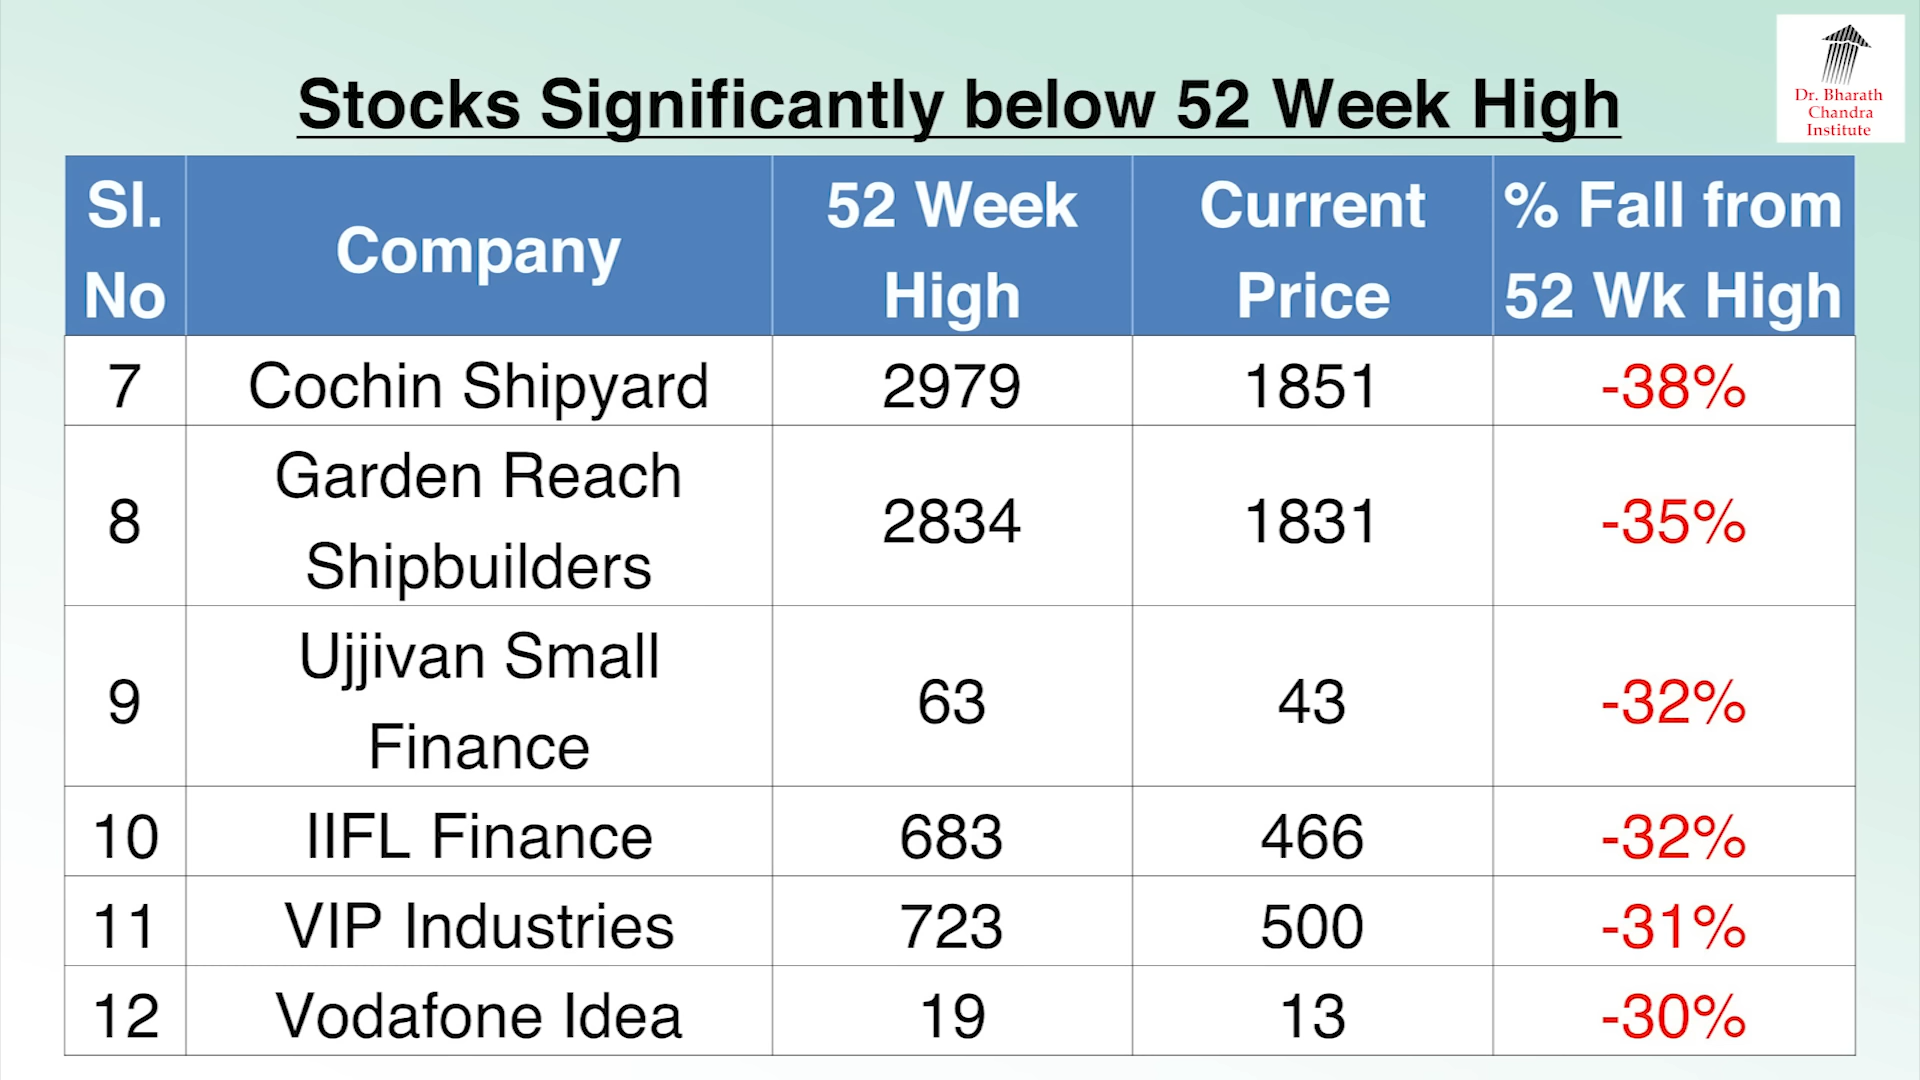 Stocks Significantly below 52 Week High
Dr. Bharath
Chandra
Institute
Sl. No Company 52 Week High Current Price % Fall from 52 Wk High
7 Cochin Shipyard 2979 1851 -38%
8 Garden Reach Shipbuilders 2834 1831 -35%
9 Ujjivan Small Finance 63 43 -32%
10 IIFL Finance 683 466 -32%
11 VIP Industries 723 500 -31%
12 Vodafone Idea 19 13 -30%